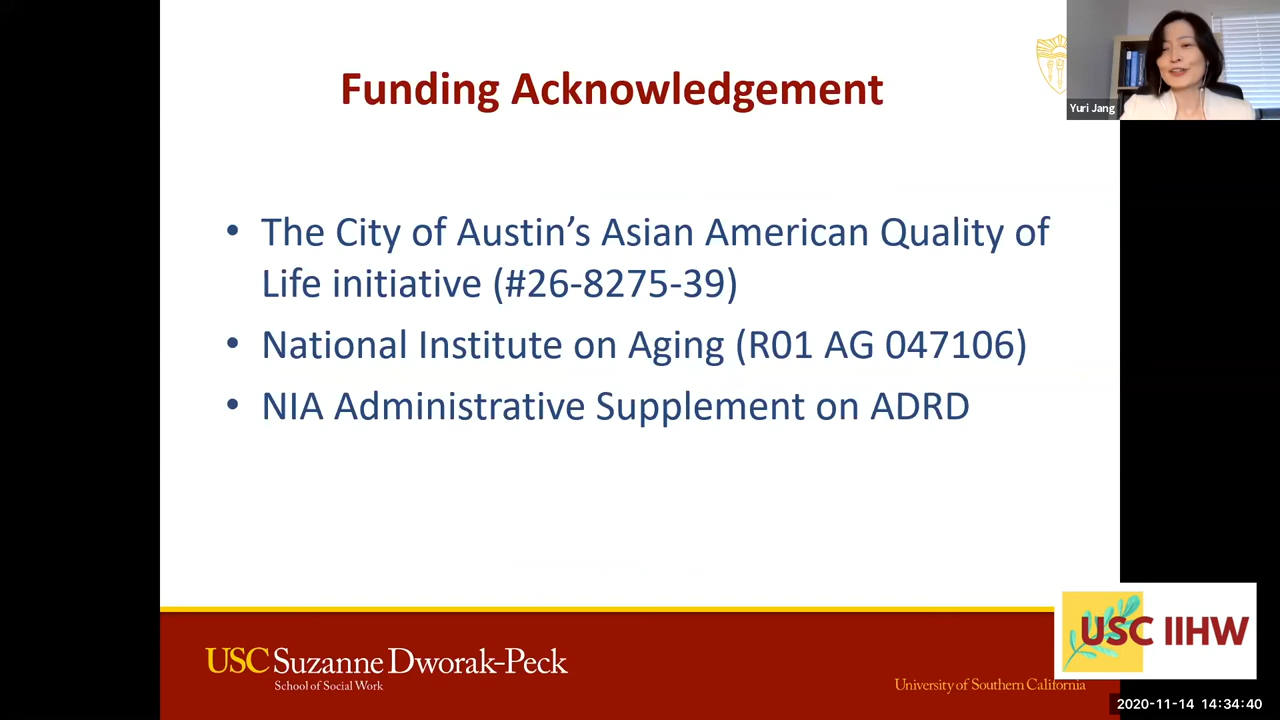 Funding Acknowledgement
Yuri Jang
• The City of Austin’s Asian American Quality of
Life initiative (#26-8275-39)
• National Institute on Aging (R01 AG 047106)
• NIA Administrative Supplement on ADRD
USC Suzanne Dworak-Peck
School of Social Work
University of Southern California
USC IIHW
2020-11-14 14:34:40